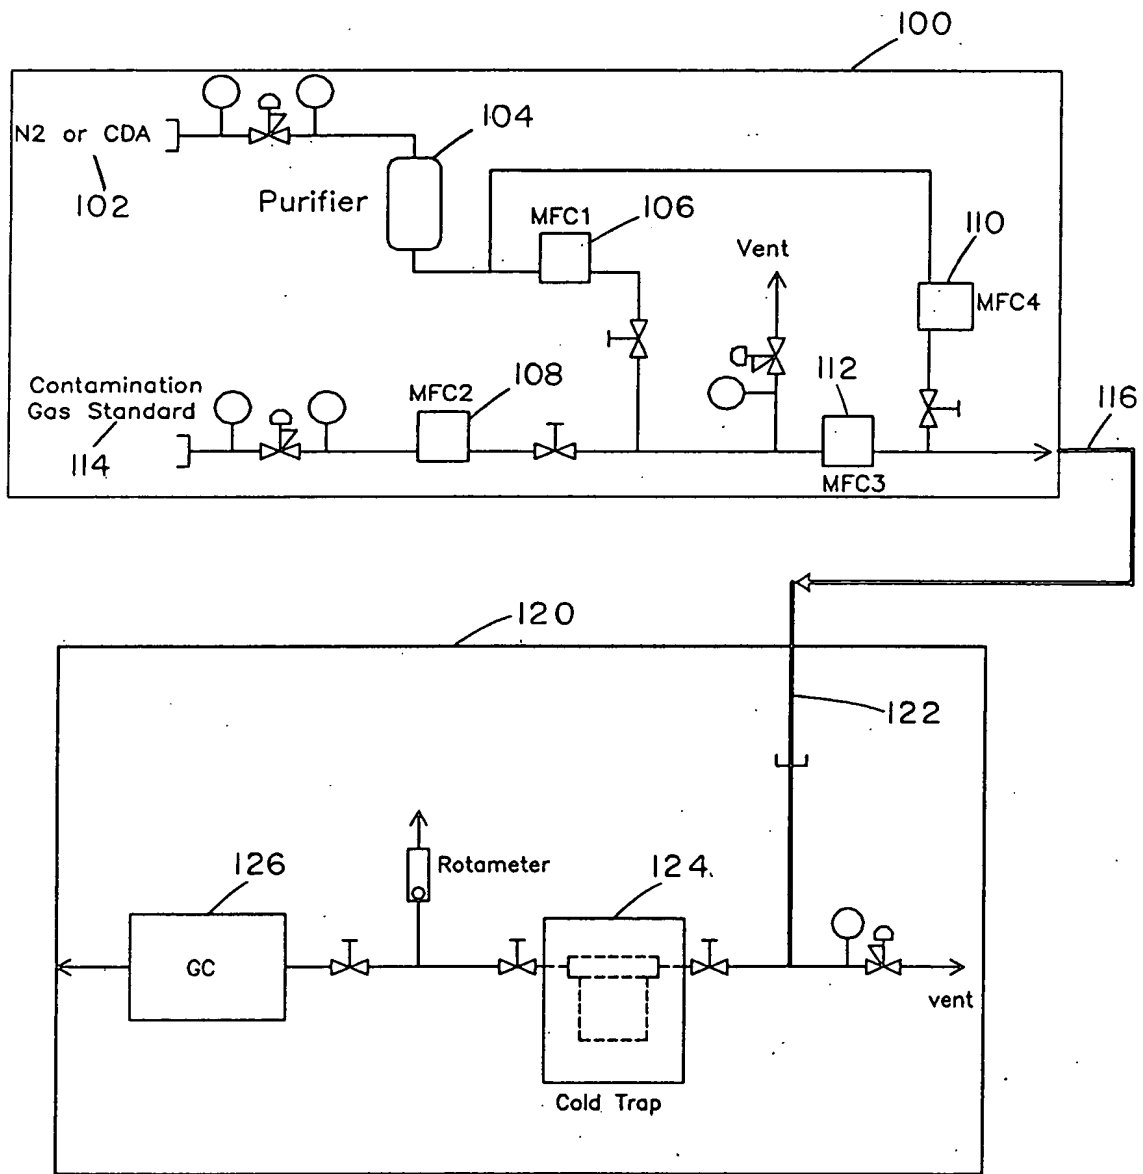 100
N2 or CDA
102
104
Purifier
MFC1
106
Vent
110
MFC4
Contamination
Gas Standard
114
MFC2
108
112
MFC3
116
120
122
126
Rotameter
124
GC
vent
Cold Trap